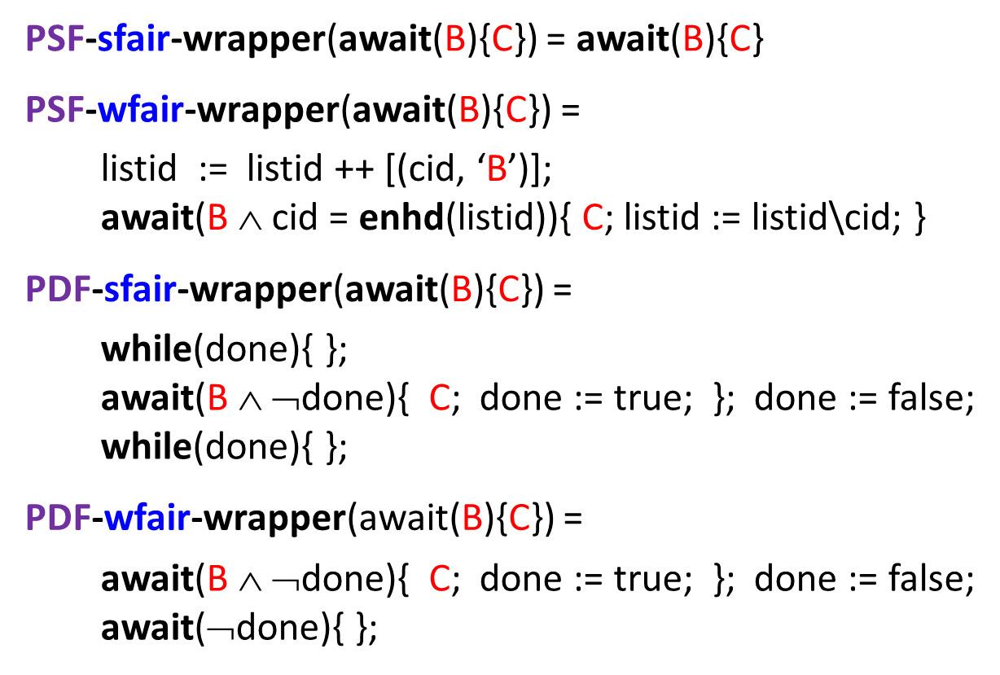 PSF-sfair-wrapper(await(B){C}) = await(B){C}
PSF-wfair-wrapper(await(B){C}) =
listid := listid ++ [(cid, ‘B’)];
await(B ∧ cid = enhd(listid)){ C; listid := listid\cid; }
PDF-sfair-wrapper(await(B){C}) =
while(done){ };
await(B ∧ ¬done){ C; done := true; }; done := false;
while(done){ };
PDF-wfair-wrapper(await(B){C}) =
await(B ∧ ¬done){ C; done := true; }; done := false;
await(¬done){ };